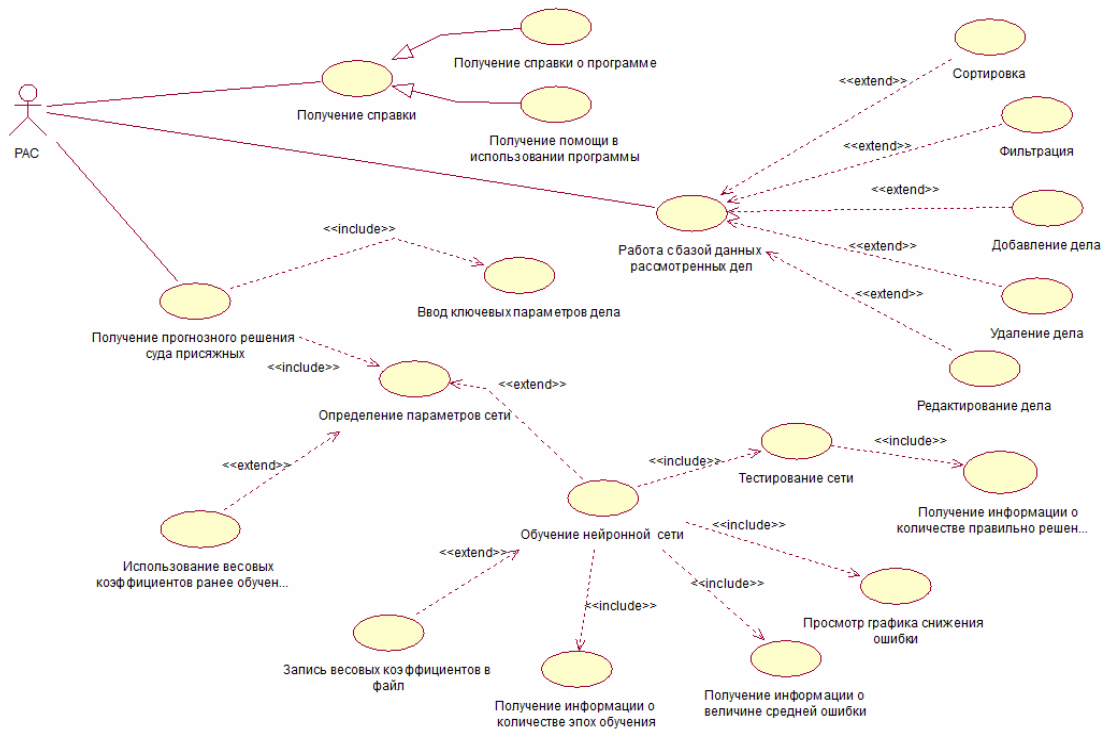 Получение справки о программе
<<extend>>
Сортировка
РАС
Получение справки
Получение помощи в
использовании программы
<<extend>>
Фильтрация
<<extend>>
Добавление дела
<<include>>
Работа с базой данных
рассмотренных дел
<<extend>>
Ввод ключевых параметров дела
<<extend>>
Удаление дела
Получение прогнозного решения
суда присяжных
<<include>>
<<extend>>
Редактирование дела
Определение параметров сети
<<extend>>
<<include>>
Тестирование сети
<<include>>
Использование весовых
коэффициентов ранее обучен...
Обучение нейронной сети
Получение информации о
количестве правильно решен...
<<extend>>
<<include>>
<<include>>
<<include>>
Просмотр графика снижения
ошибки
Запись весовых коэффициентов в
файл
Получение информации о
количестве эпох обучения
Получение информации о
величине средней ошибки